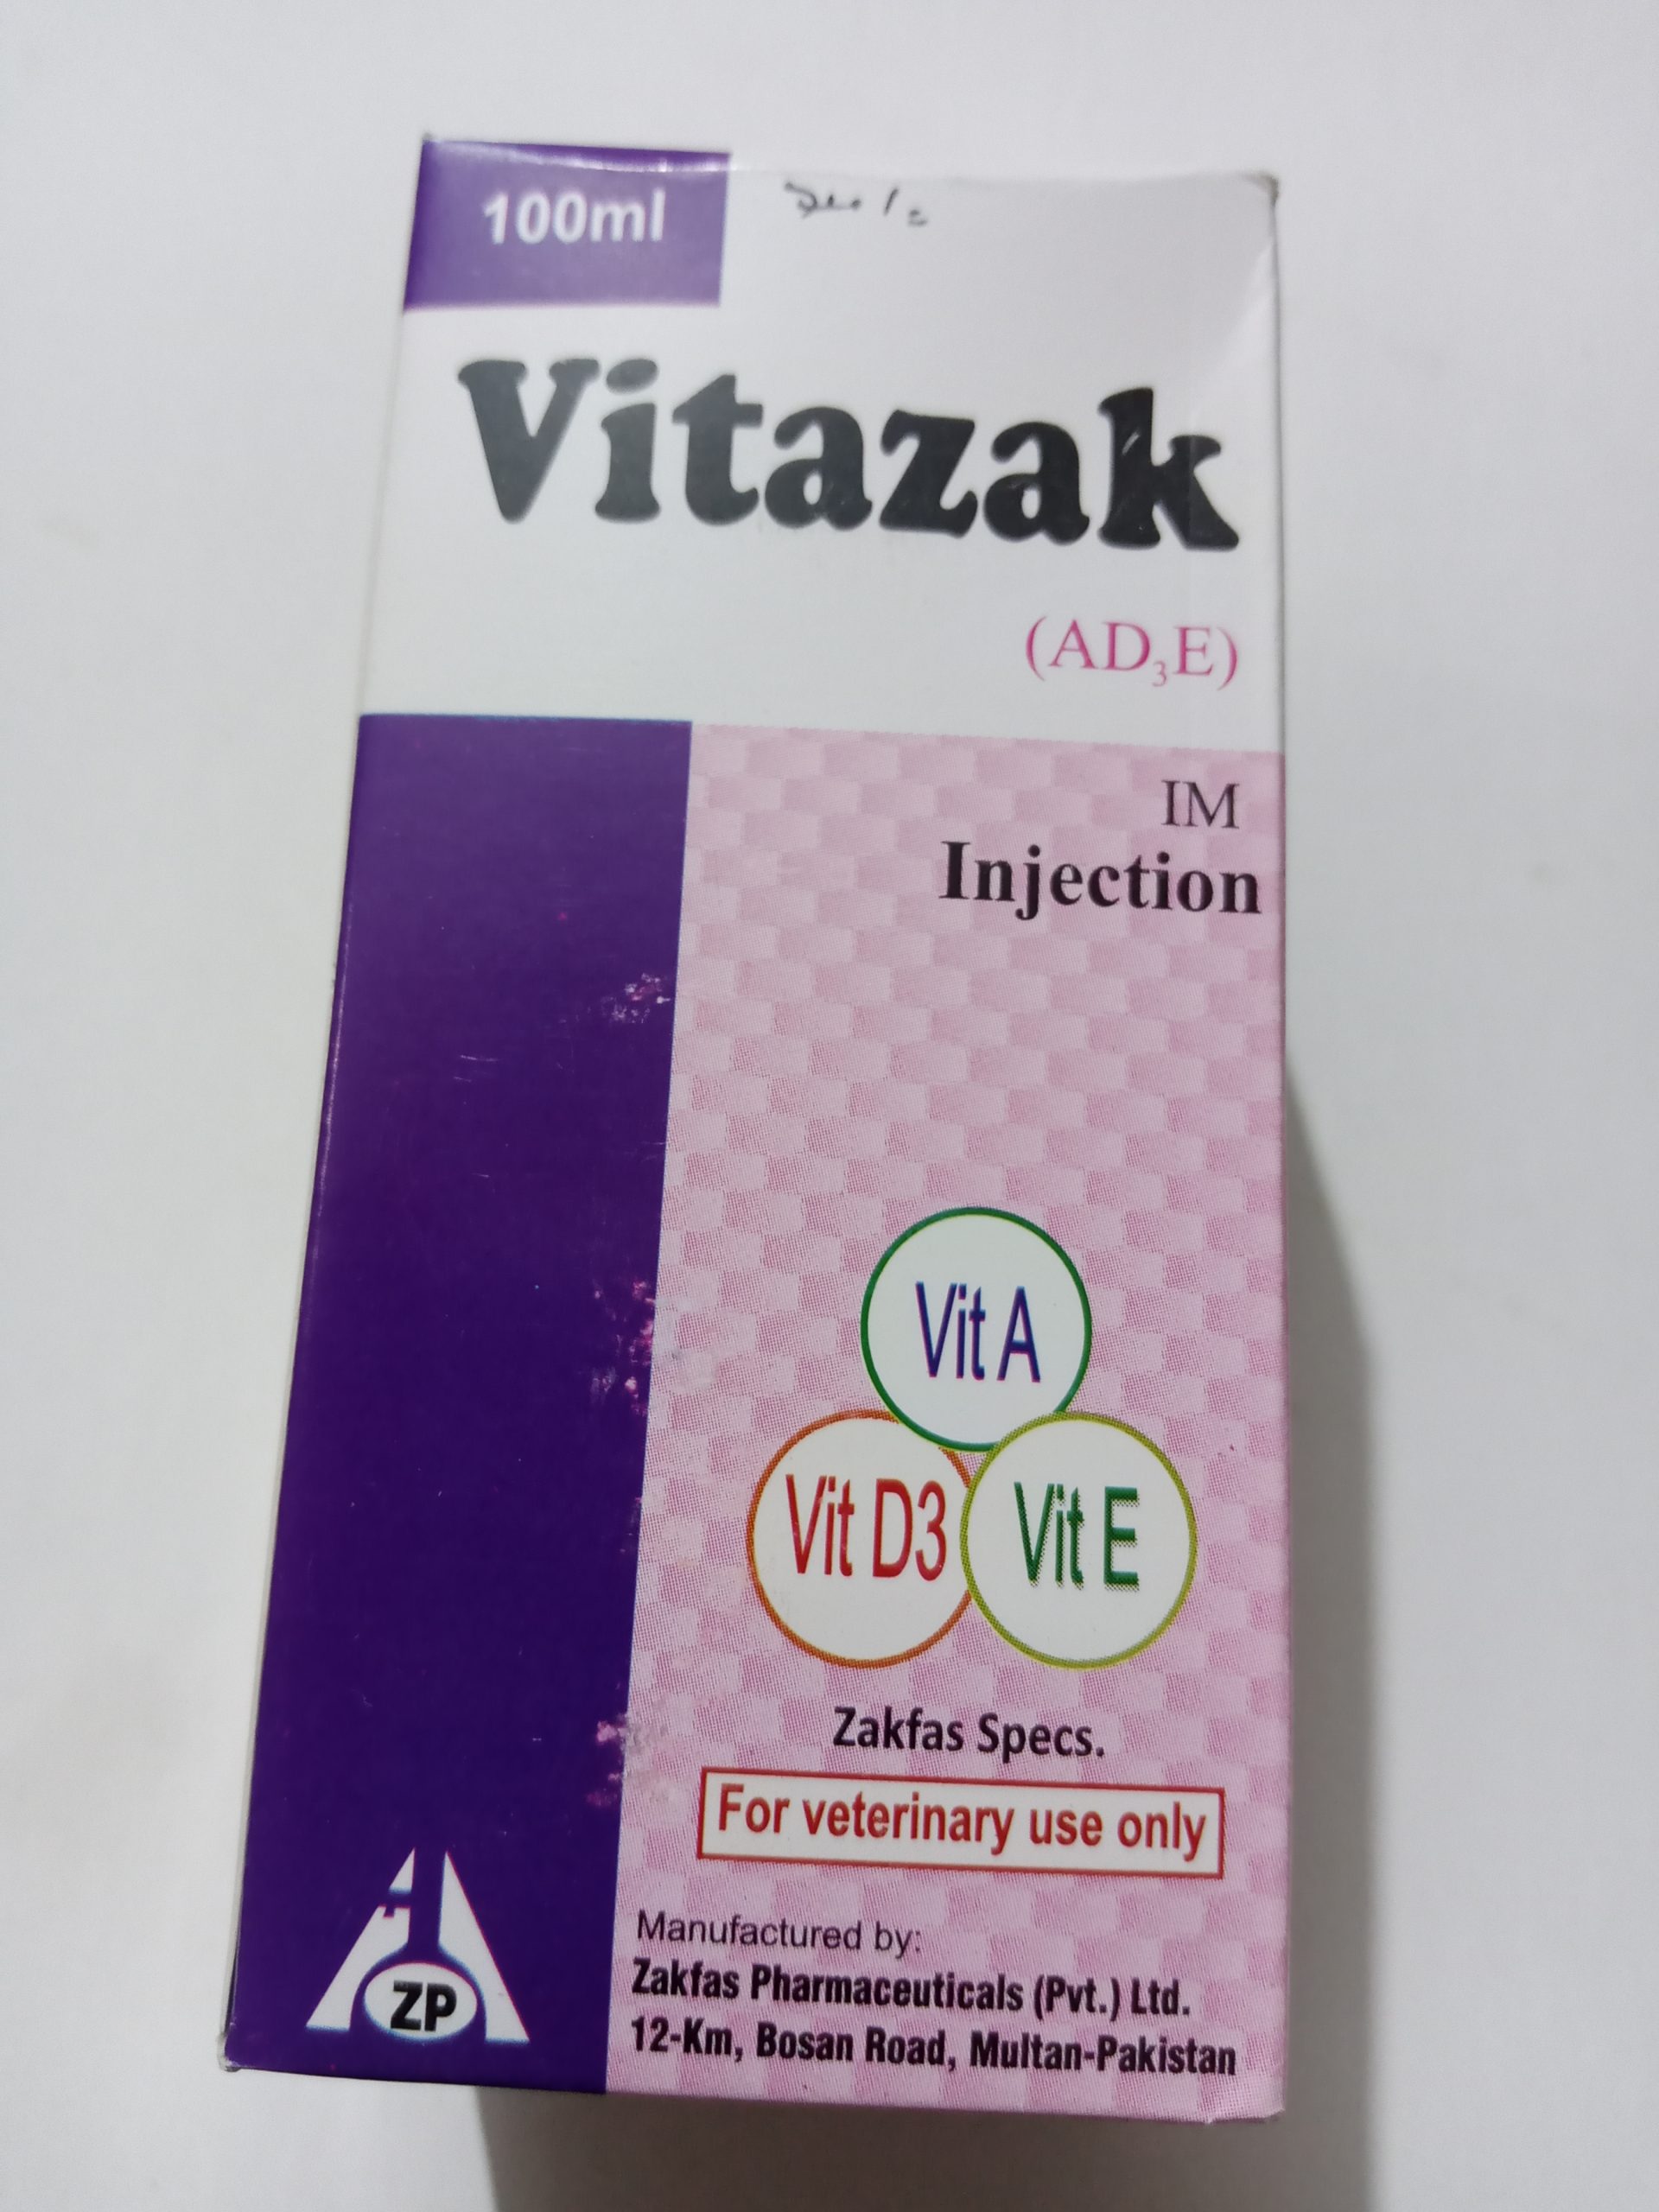 100ml
Vitazak
(AD₃E)
IM
Injection
Vit A
Vit D3 Vit E
Zakfas Specs.
For veterinary use only
ZP
Manufactured by:
Zakfas Pharmaceuticals (Pvt.) Ltd.
12-Km, Bosan Road, Multan-Pakistan